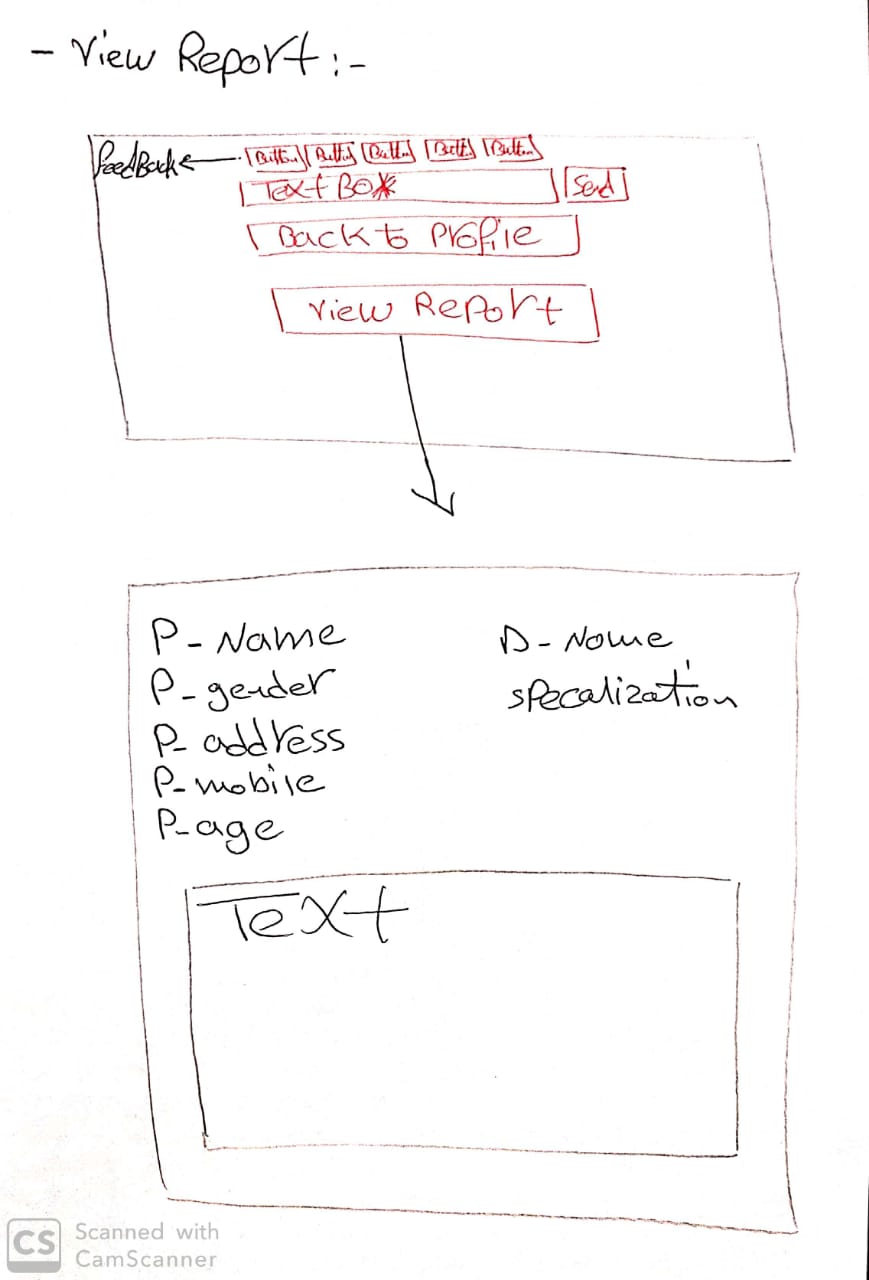 - View Report :-
FeedBack Button Button Button Button Button
Text Box Send
Back to Profile
View Report
P- Name D- Name
P- gender specalization
P- address
P- mobile
P- age
Text
CS Scanned with
CamScanner